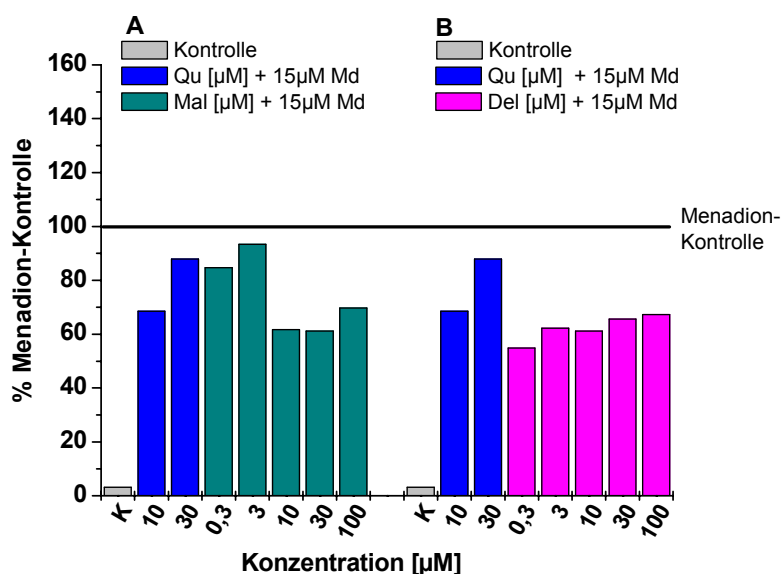 A
B
Kontrolle
Qu [µM] + 15µM Md
Mal [µM] + 15µM Md
Kontrolle
Qu [µM] + 15µM Md
Del [µM] + 15µM Md
% Menadion-Kontrolle
160
140
120
100
80
60
40
20
0
Menadion-
Kontrolle
K 10 30 0,3 3 10 30 100 K 10 30 0,3 3 10 30 100
Konzentration [µM]